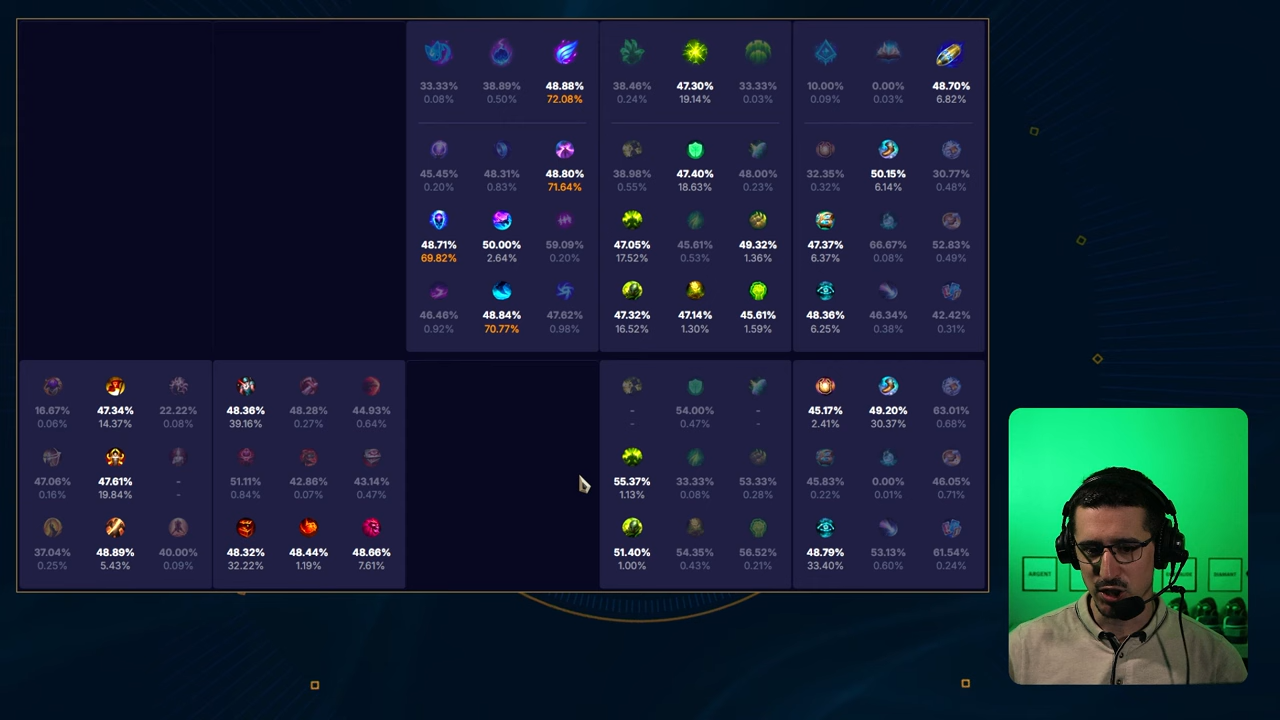 33.33% 38.89% 48.88% 38.46% 47.30% 33.33% 10.00% 0.00% 48.70%
0.08% 0.50% 72.08% 0.24% 19.14% 0.03% 0.09% 0.03% 6.82%
45.45% 48.31% 48.80% 38.98% 47.40% 48.00% 32.35% 50.15% 30.77%
0.20% 0.83% 71.64% 0.55% 18.63% 0.23% 0.32% 6.14% 0.48%
48.71% 50.00% 59.09% 47.05% 45.61% 49.32% 47.37% 66.67% 52.83%
69.82% 2.64% 0.20% 17.52% 0.53% 1.36% 6.37% 0.08% 0.49%
46.46% 48.84% 47.62% 47.32% 47.14% 45.61% 48.36% 46.34% 42.42%
0.92% 70.77% 0.98% 16.52% 1.30% 1.59% 6.25% 0.38% 0.31%
16.67% 47.34% 22.22% 48.36% 48.28% 44.93% - 54.00% - 45.17% 49.20% 63.01%
0.06% 14.37% 0.08% 39.16% 0.27% 0.64% - 0.47% - 2.41% 30.37% 0.68%
47.06% 47.61% - 51.11% 42.86% 43.14% 55.37% 33.33% 53.33% 45.83% 0.00% 46.05%
0.16% 19.84% - 0.84% 0.07% 0.47% 1.13% 0.08% 0.28% 0.22% 0.01% 0.71%
37.04% 48.89% 40.00% 48.32% 48.44% 48.66% 51.40% 54.35% 56.52% 48.79% 53.13% 61.54%
0.25% 5.43% 0.09% 32.22% 1.19% 7.61% 1.00% 0.43% 0.21% 33.40% 0.60% 0.24%
ARGENT DIAMANT